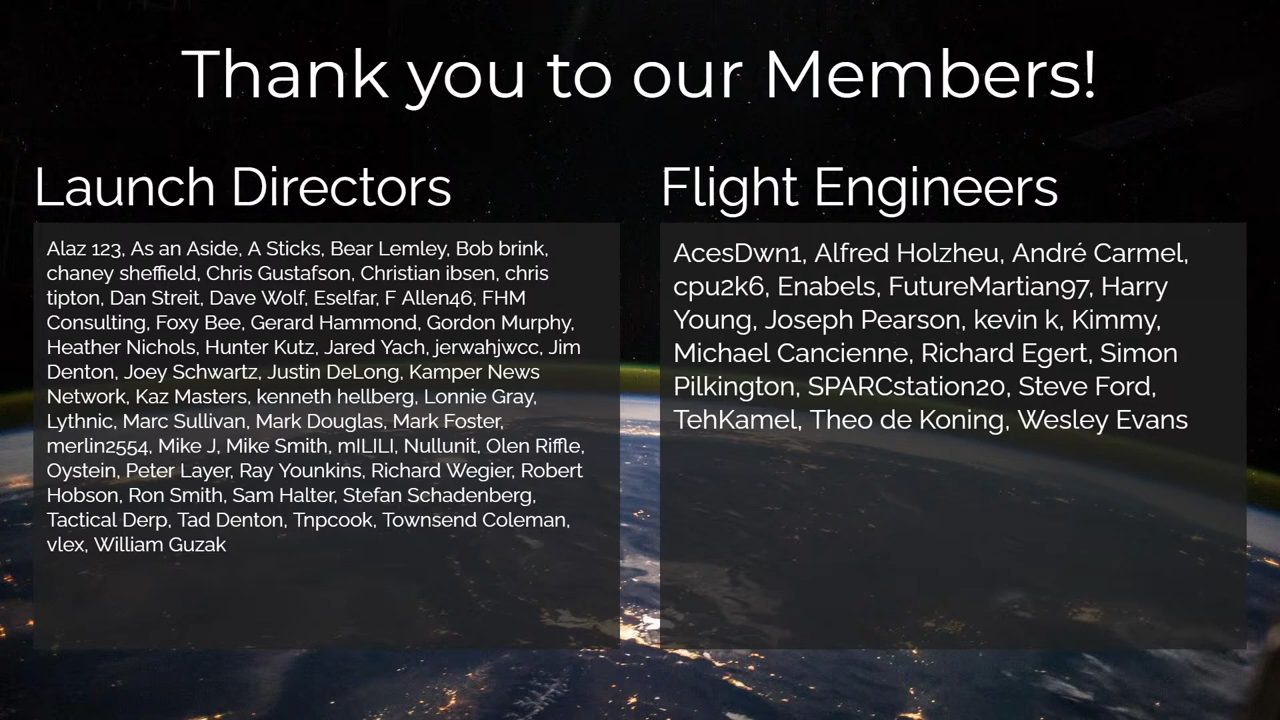 Thank you to our Members!
Launch Directors
Alaz 123, As an Aside, A Sticks, Bear Lemley, Bob brink,
chaney sheffield, Chris Gustafson, Christian ibsen, chris
tipton, Dan Streit, Dave Wolf, Eselfar, F Allen46, FHM
Consulting, Foxy Bee, Gerard Hammond, Gordon Murphy,
Heather Nichols, Hunter Kutz, Jared Yach, jerwahjwcc, Jim
Denton, Joey Schwartz, Justin DeLong, Kamper News
Network, Kaz Masters, kenneth hellberg, Lonnie Gray,
Lythnic, Marc Sullivan, Mark Douglas, Mark Foster,
merlin2554, Mike J, Mike Smith, mILILI, Nullunit, Olen Riffle,
Oystein, Peter Layer, Ray Younkins, Richard Wegier, Robert
Hobson, Ron Smith, Sam Halter, Stefan Schadenberg,
Tactical Derp, Tad Denton, Tnpcook, Townsend Coleman,
vlex, William Guzak
Flight Engineers
AcesDwn1, Alfred Holzheu, André Carmel,
cpu2k6, Enabels, FutureMartian97, Harry
Young, Joseph Pearson, kevin k, Kimmy,
Michael Cancienne, Richard Egert, Simon
Pilkington, SPARCstation20, Steve Ford,
TehKamel, Theo de Koning, Wesley Evans